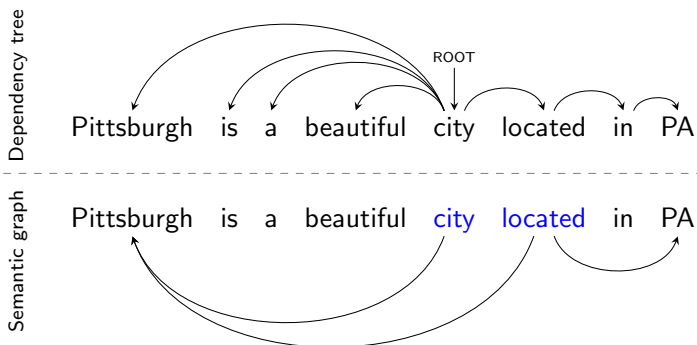 Dependency tree
ROOT
Pittsburgh is a beautiful city located in PA
Semantic graph
Pittsburgh is a beautiful city located in PA